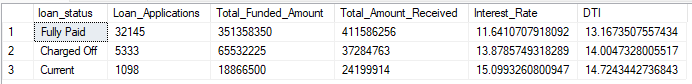 loan_status Loan_Applications Total_Funded_Amount Total_Amount_Received Interest_Rate DTI
1 Fully Paid 32145 351358350 411586256 11.6410707918092 13.1673507557434
2 Charged Off 5333 65532225 37284763 13.8785749318289 14.0047328005517
3 Current 1098 18866500 24199914 15.0993260800947 14.7243442736843